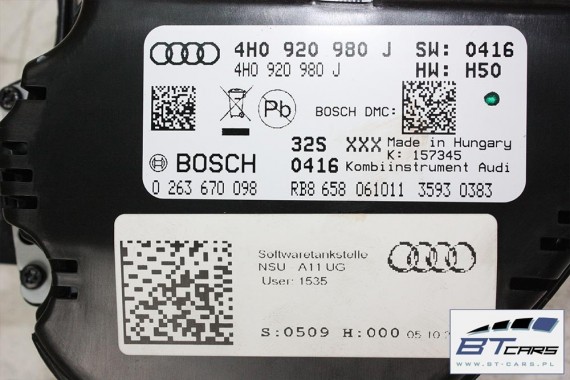 4H0 920 980 J SW: 0416
4H0 920 980 J HW: H50
Pb
BOSCH DMC:
32S XXX Made in Hungary
K: 157345
BOSCH 0416 Kombiinstrument Audi
0 263 670 098 RB8 658 061011 3593 0383
Softwaretankstelle
NSU A11 UG
User: 1535
S:0509 H:000 05.10.
BTCARS
WWW.BT-CARS.PL